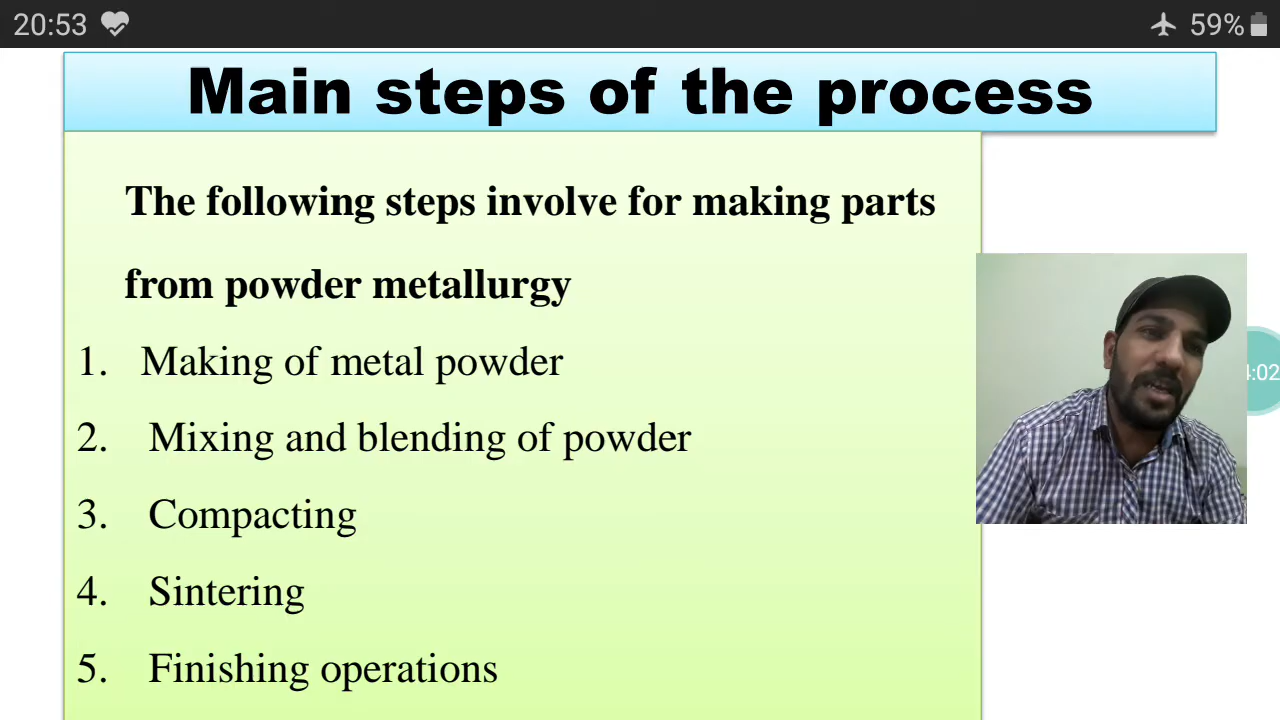 20:53
59%
Main steps of the process
The following steps involve for making parts
from powder metallurgy
1. Making of metal powder
2. Mixing and blending of powder
3. Compacting
4. Sintering
5. Finishing operations